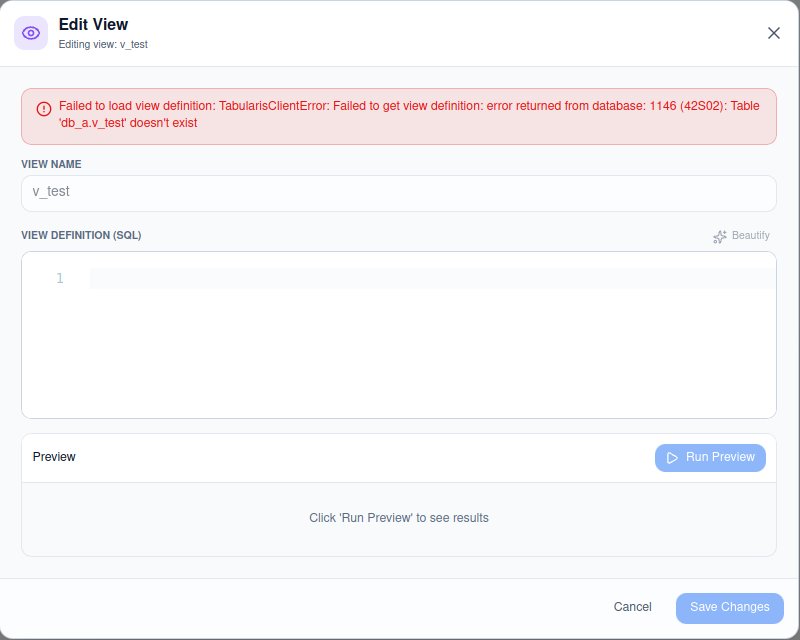 Edit View
Editing view: v_test
Failed to load view definition: TabularisClientError: Failed to get view definition: error returned from database: 1146 (42S02): Table
'db_a.v_test' doesn't exist
VIEW NAME
v_test
VIEW DEFINITION (SQL)
Beautify
1
Preview
Run Preview
Click 'Run Preview' to see results
Cancel
Save Changes